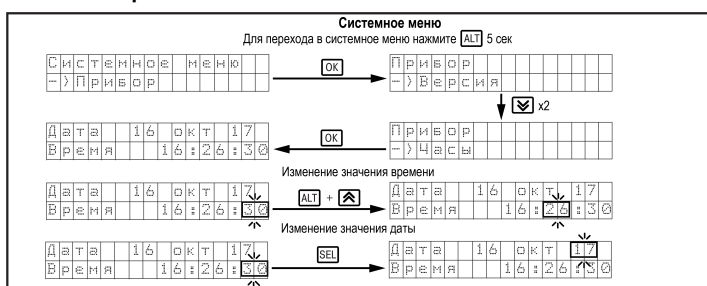 Системное меню
Для перехода в системное меню нажмите ALT 5 сек
Системное меню
->Прибор
OK
Прибор
->Версия
x2
Дата 16 окт 17
Время 16:26:30
OK
Прибор
->Часы
Изменение значения времени
Дата 16 окт 17
Время 16:26:30
ALT +
Дата 16 окт 17
Время 16:26:30
Изменение значения даты
Дата 16 окт 17
Время 16:26:30
SEL
Дата 16 окт 17
Время 16:26:30